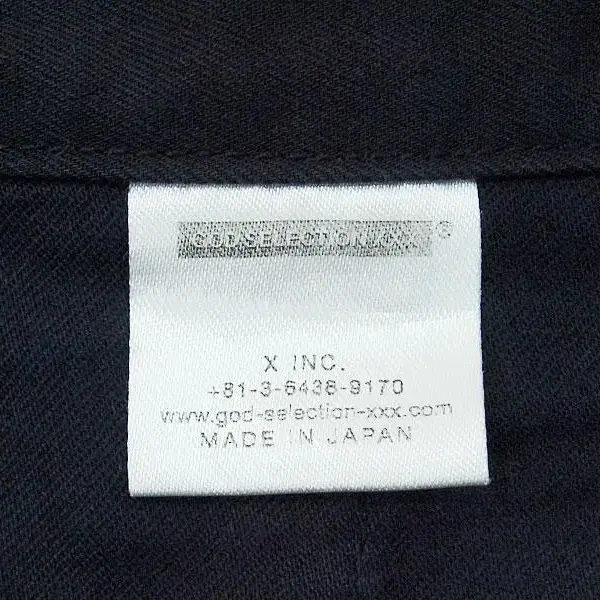 GOD SELECTION XXX ®
X INC.
+81-3-6438-9170
www.god-selection-xxx.com
MADE IN JAPAN